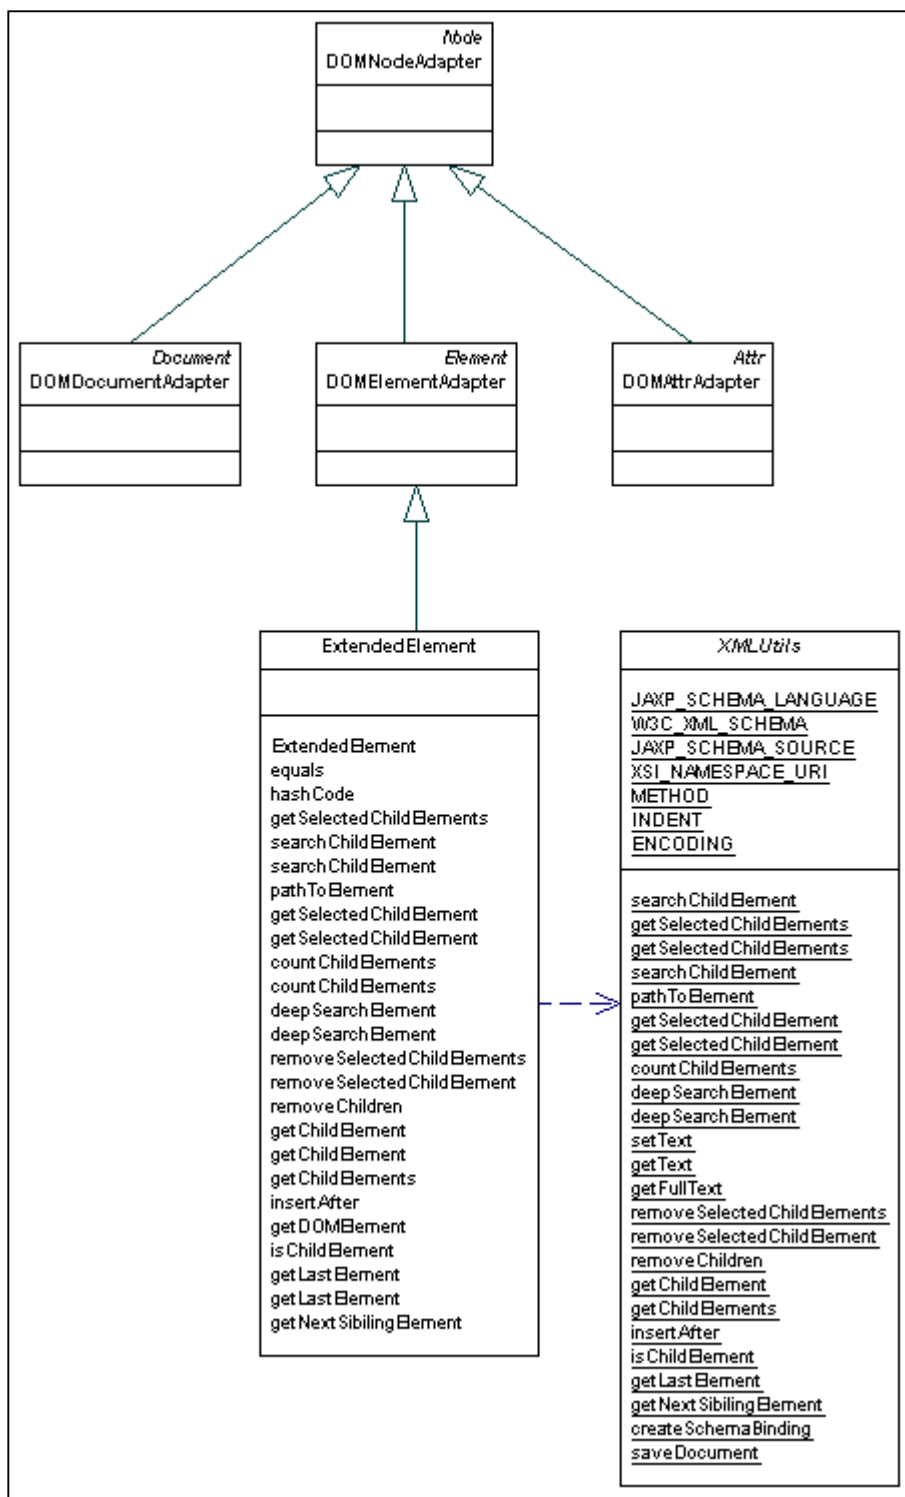 Node
DOMNodeAdapter
Document
DOMDocumentAdapter
Element
DOMElementAdapter
Attr
DOMAttrAdapter
ExtendedElement
ExtendedElement
equals
hashCode
getSelectedChildElements
searchChildElement
searchChildElement
pathToElement
getSelectedChildElement
getSelectedChildElement
countChildElements
countChildElements
deepSearchElement
deepSearchElement
removeSelectedChildElements
removeSelectedChildElement
removeChildren
getChildElement
getChildElement
getChildElements
insertAfter
getDOMElement
isChildElement
getLastElement
getLastElement
getNextSibilingElement
XMLUtils
JAXP_SCHEMA_LANGUAGE
W3C_XML_SCHEMA
JAXP_SCHEMA_SOURCE
XSI_NAMESPACE_URI
METHOD
INDENT
ENCODING
searchChildElement
getSelectedChildElements
getSelectedChildElements
searchChildElement
pathToElement
getSelectedChildElement
getSelectedChildElement
countChildElements
deepSearchElement
deepSearchElement
setText
getText
getFullText
removeSelectedChildElements
removeSelectedChildElement
removeChildren
getChildElement
getChildElements
insertAfter
isChildElement
getLastElement
getNextSibilingElement
createSchemaBinding
saveDocument